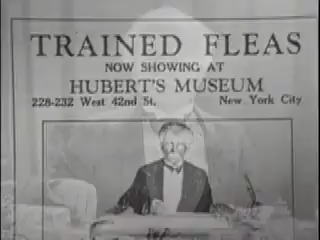 TRAINED FLEAS
NOW SHOWING AT
HUBERT'S MUSEUM
228-232 West 42nd St. New York City